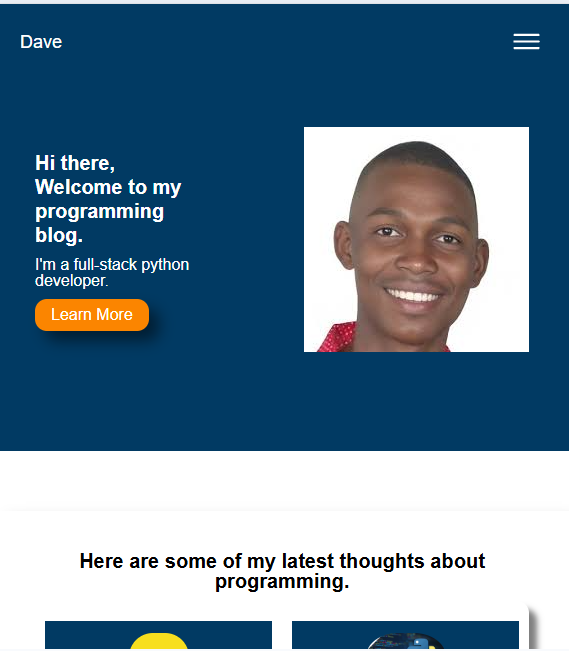 Dave
Hi there,
Welcome to my
programming
blog.
I'm a full-stack python
developer.
Learn More
Here are some of my latest thoughts about
programming.